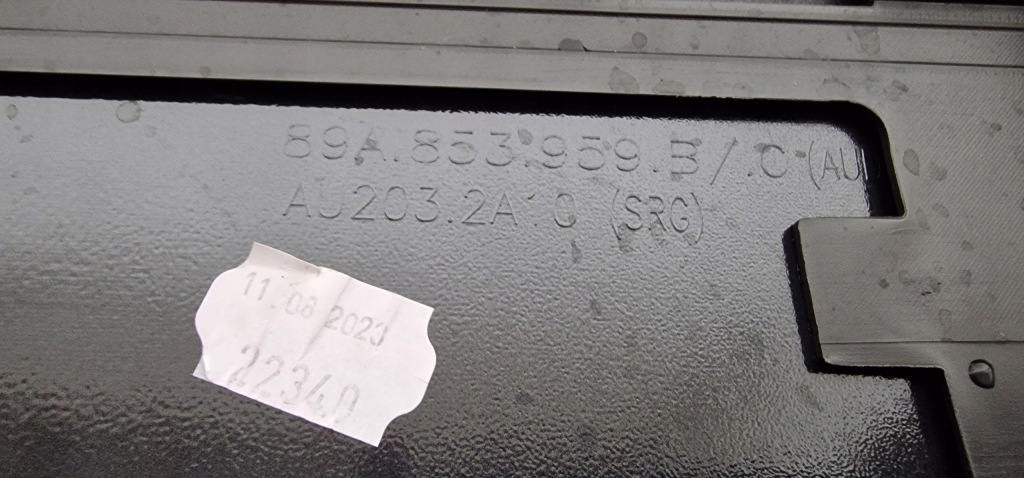 89A.853.959.B/.C (AU
AU203.2A10 (SRG)
11.08 2023
22340